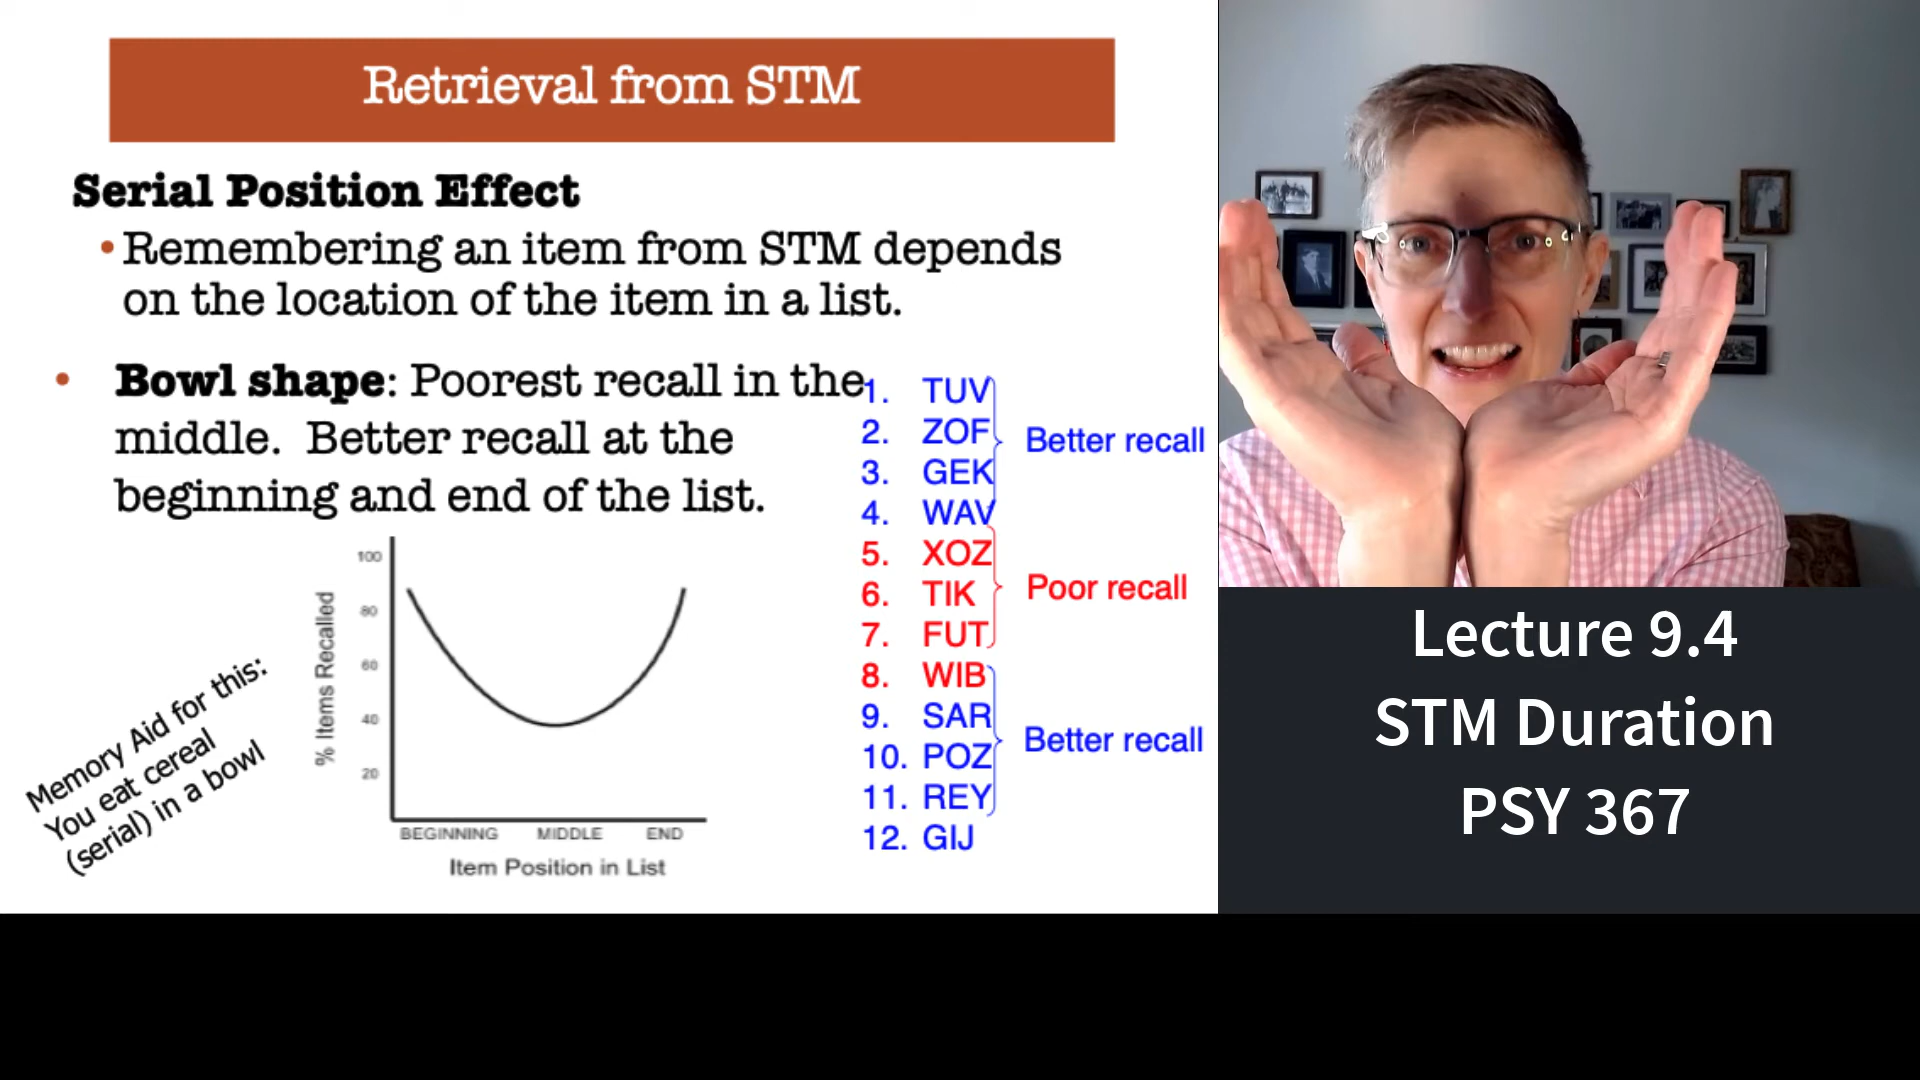 Retrieval from STM
Serial Position Effect
• Remembering an item from STM depends
on the location of the item in a list.
• Bowl shape: Poorest recall in the
middle. Better recall at the
beginning and end of the list.
Memory Aid for this:
You eat cereal
(serial) in a bowl
% Items Recalled
100
80
60
40
20
BEGINNING MIDDLE END
Item Position in List
1. TUV
2. ZOF
3. GEK
4. WAV
5. XOZ
6. TIK
7. FUT
8. WIB
9. SAR
10. POZ
11. REY
12. GIJ
Better recall
Poor recall
Better recall
Lecture 9.4
STM Duration
PSY 367